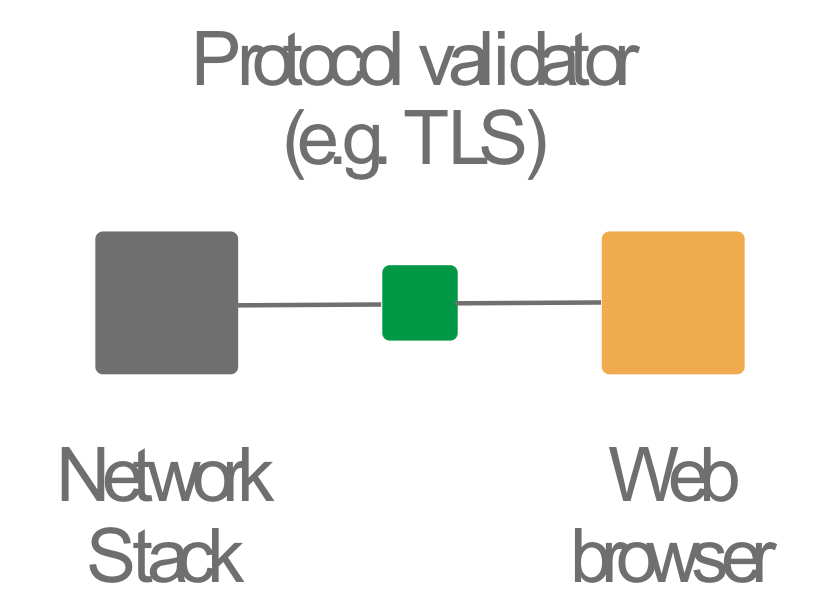 Protocol validator
(e.g. TLS)
Network
Stack
Web
browser